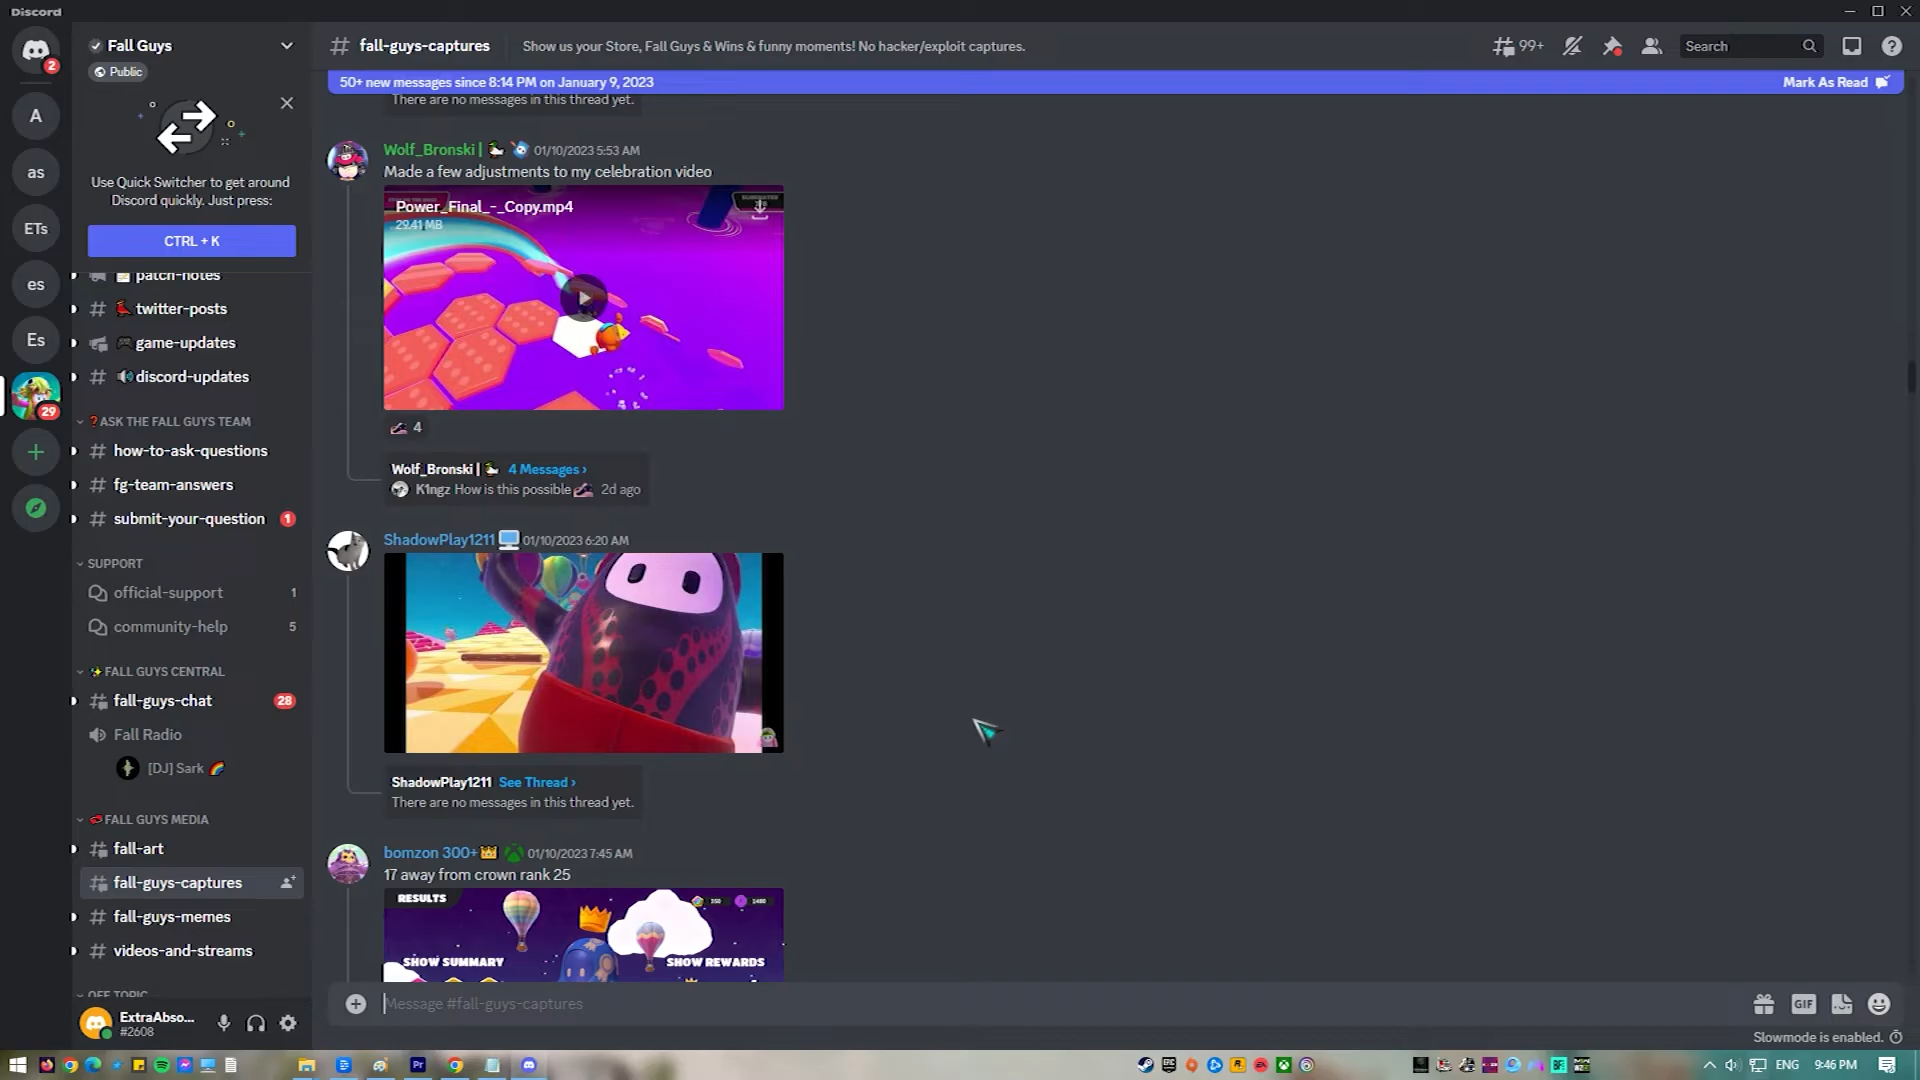 Discord
2
A
as
ETs
es
Es
29
Fall Guys
Public
Use Quick Switcher to get around
Discord quickly. Just press:
CTRL + K
patch-notes
twitter-posts
game-updates
discord-updates
ASK THE FALL GUYS TEAM
how-to-ask-questions
fg-team-answers
submit-your-question 1
SUPPORT
official-support 1
community-help 5
FALL GUYS CENTRAL
fall-guys-chat 28
Fall Radio
[DJ] Sark
FALL GUYS MEDIA
fall-art
fall-guys-captures
fall-guys-memes
videos-and-streams
OFF TOPIC
ExtraAbso...
#2608
fall-guys-captures
Show us your Store, Fall Guys & Wins & funny moments! No hacker/exploit captures.
99+
Search
50+ new messages since 8:14 PM on January 9, 2023
Mark As Read
There are no messages in this thread yet.
Wolf_Bronski | 01/10/2023 5:53 AM
Made a few adjustments to my celebration video
Power_Final_-_Copy.mp4
29.41 MB
4
Wolf_Bronski | 4 Messages ›
K1ngz How is this possible 2d ago
ShadowPlay1211 01/10/2023 6:20 AM
ShadowPlay1211 See Thread ›
There are no messages in this thread yet.
bomzon 300+ 01/10/2023 7:45 AM
17 away from crown rank 25
RESULTS
SHOW SUMMARY
SHOW REWARDS
Message #fall-guys-captures
GIF
Slowmode is enabled.
Pr
ENG
9:46 PM